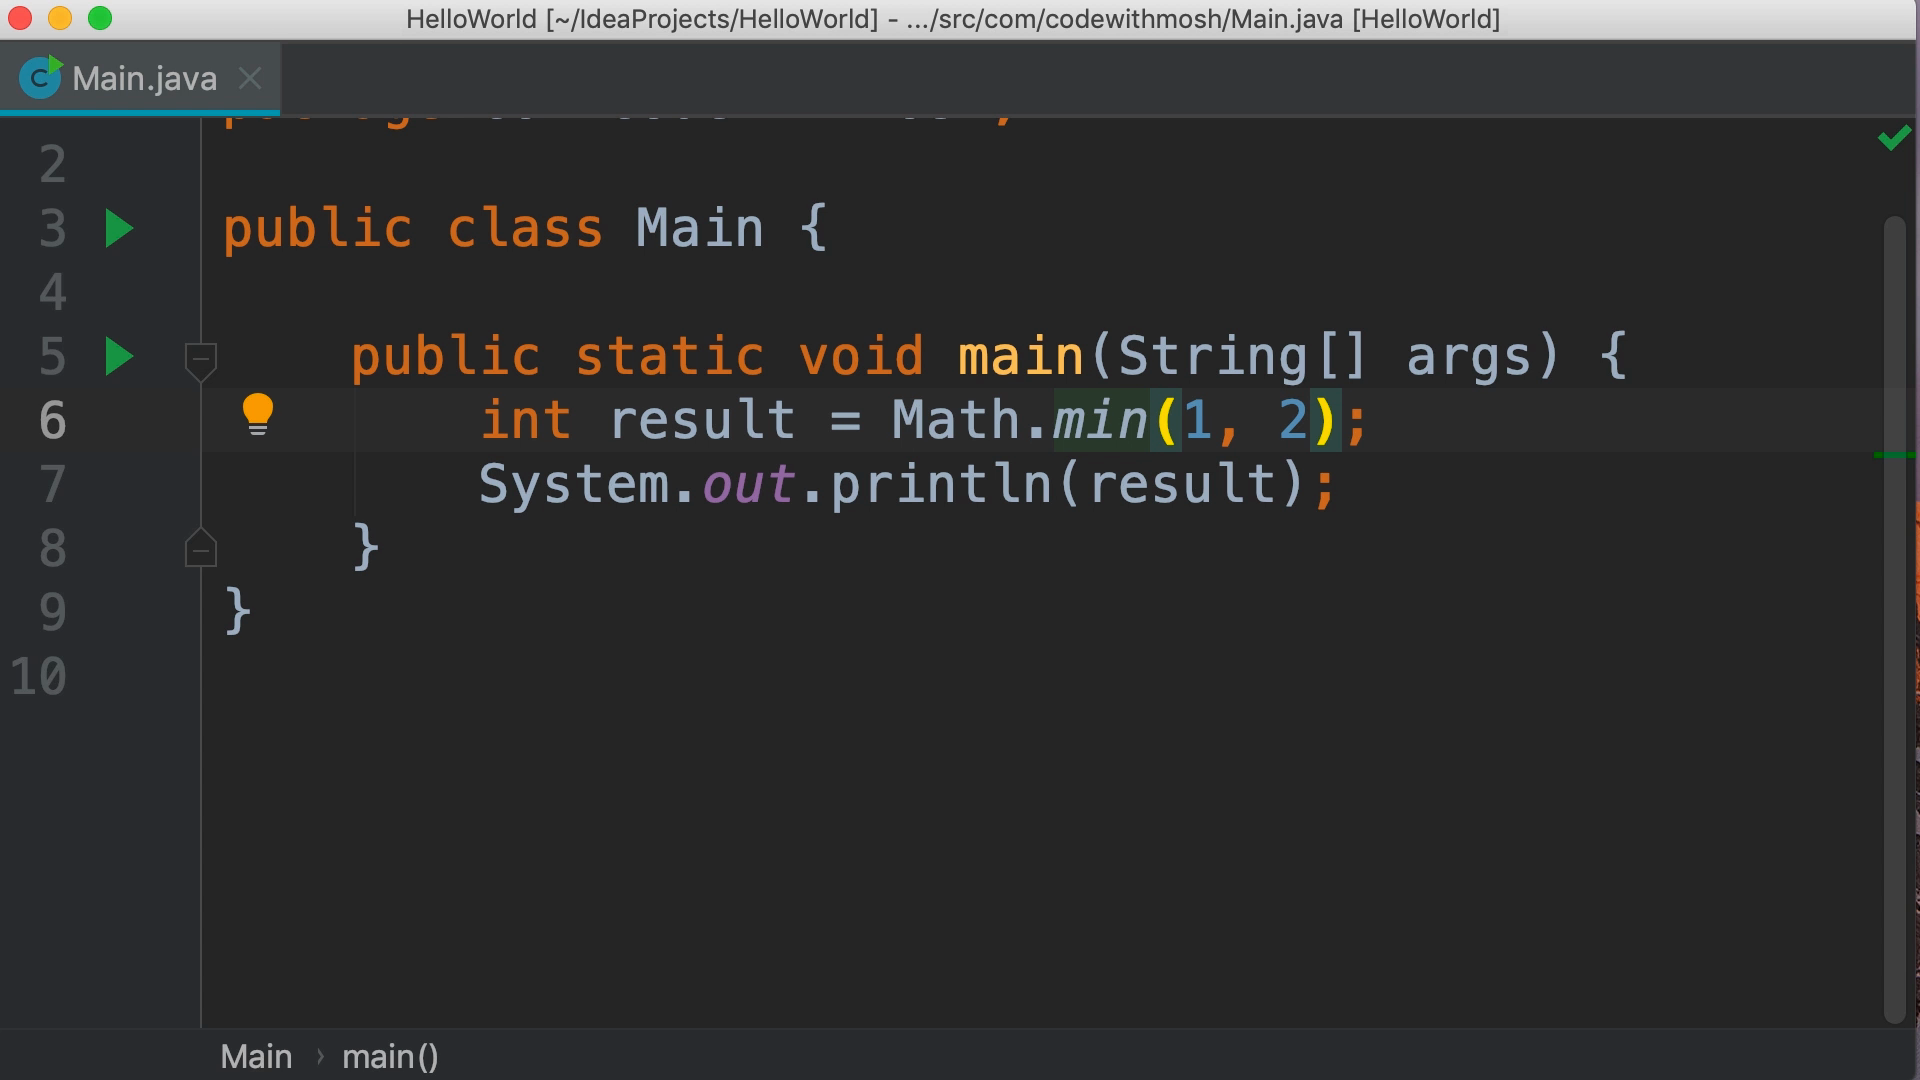 HelloWorld [~/IdeaProjects/HelloWorld] - .../src/com/codewithmosh/Main.java [HelloWorld]
Main.java
2
3 public class Main {
4
5 public static void main(String[] args) {
6 int result = Math.min(1, 2);
7 System.out.println(result);
8 }
9 }
10
Main › main()